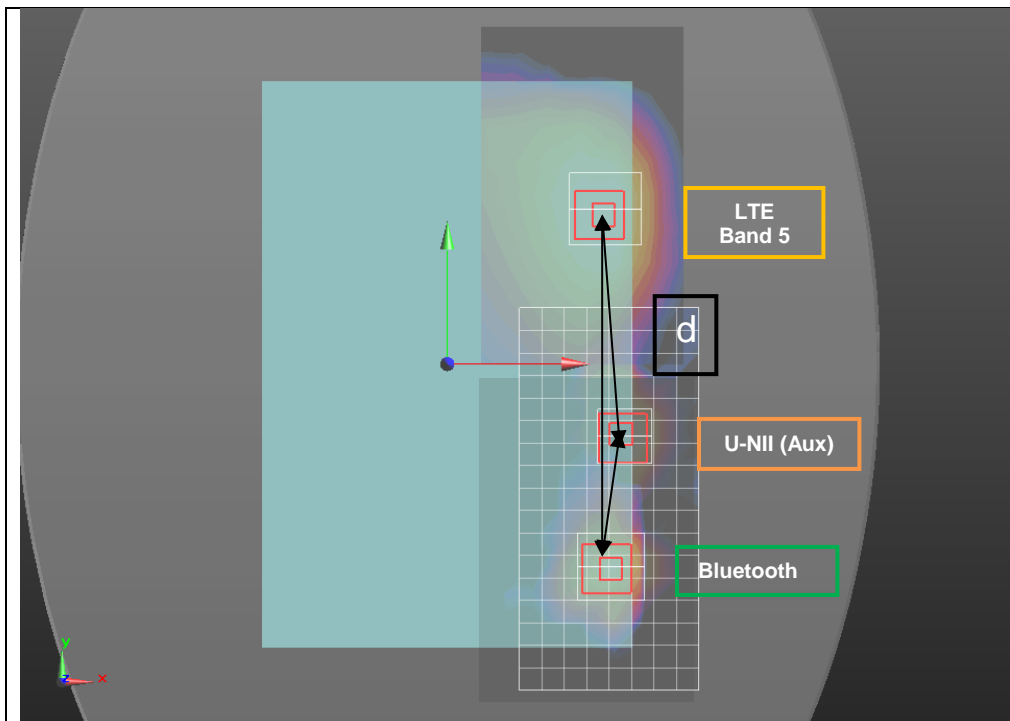 LTE
Band 5
d
U-NII (Aux)
Bluetooth
y
z
x